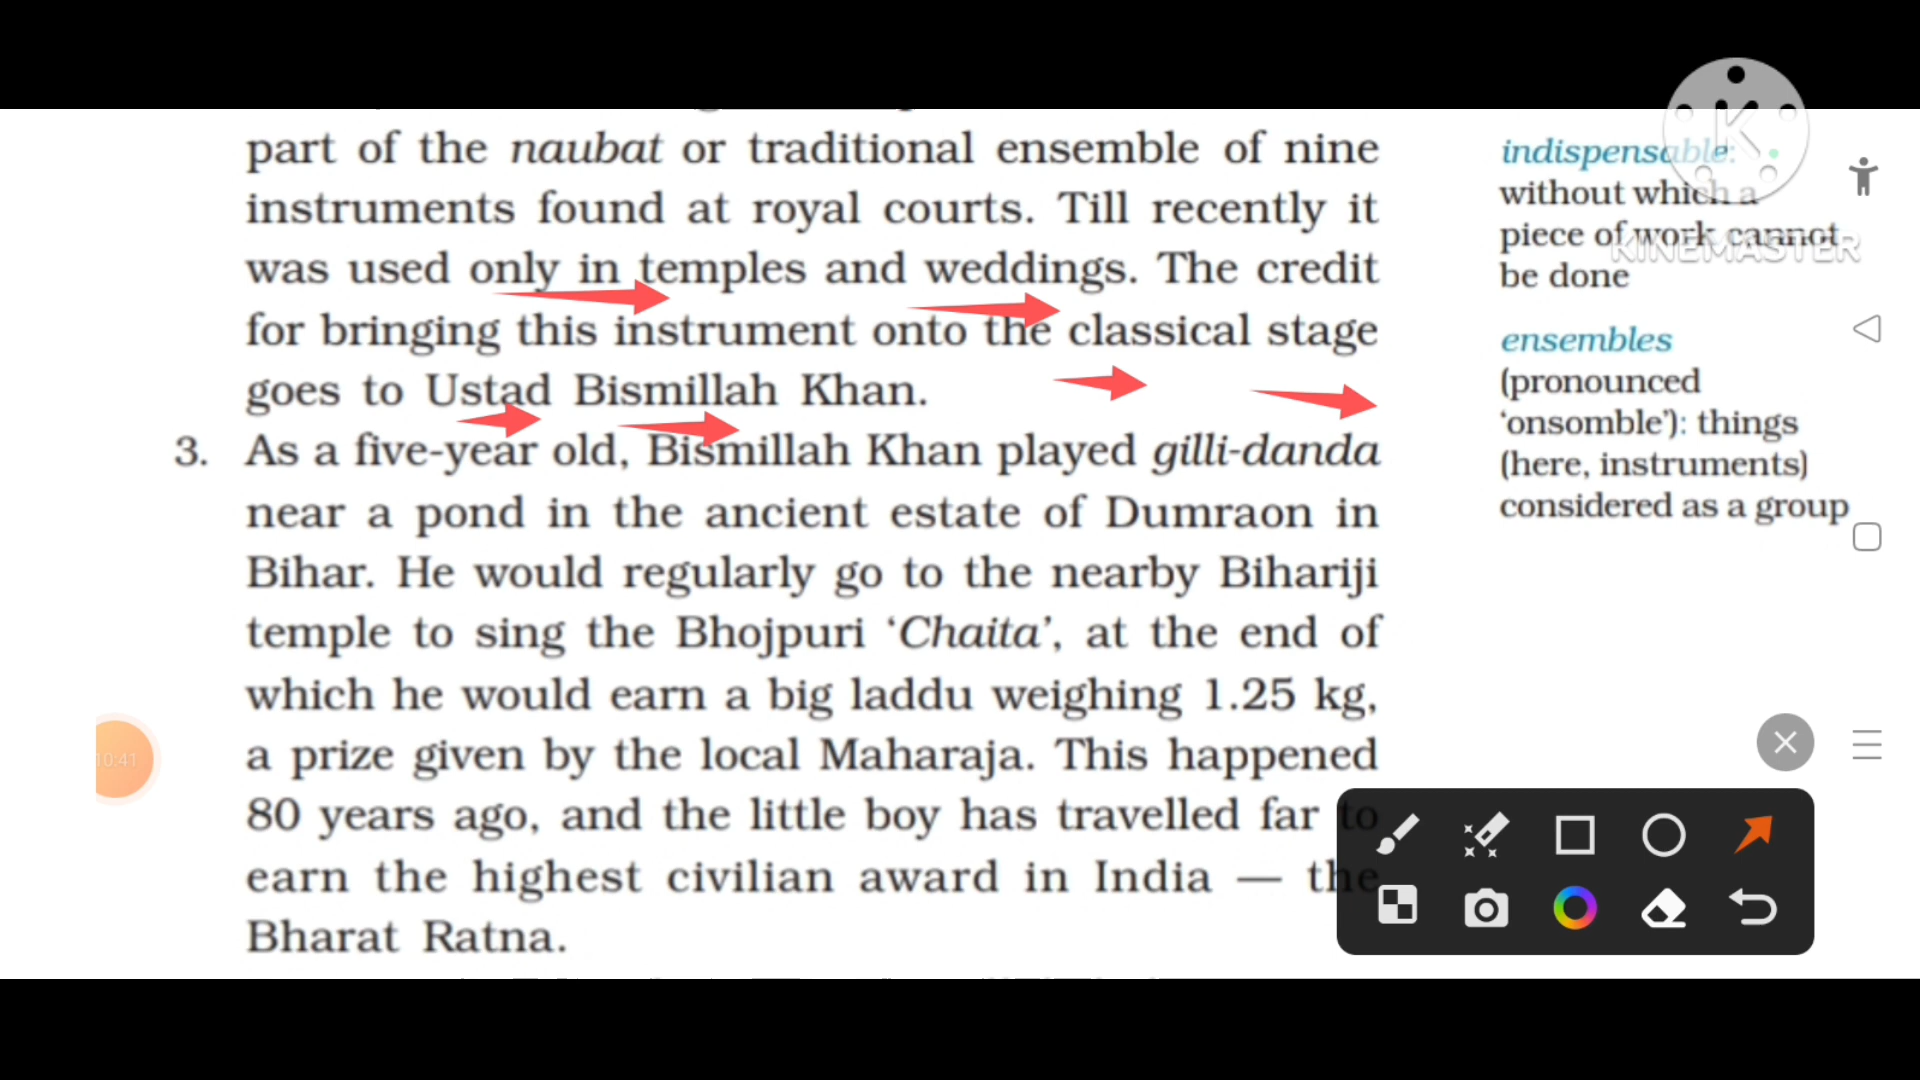 part of the naubat or traditional ensemble of nine
instruments found at royal courts. Till recently it
was used only in temples and weddings. The credit
for bringing this instrument onto the classical stage
goes to Ustad Bismillah Khan.
3. As a five-year old, Bismillah Khan played gilli-danda
near a pond in the ancient estate of Dumraon in
Bihar. He would regularly go to the nearby Bihariji
temple to sing the Bhojpuri ‘Chaita’, at the end of
which he would earn a big laddu weighing 1.25 kg,
a prize given by the local Maharaja. This happened
80 years ago, and the little boy has travelled far to
earn the highest civilian award in India — the
Bharat Ratna.
indispensable:
without which a
piece of work cannot
be done
ensembles
(pronounced
‘onsomble’): things
(here, instruments)
considered as a group
K
KINEMASTER
10:41